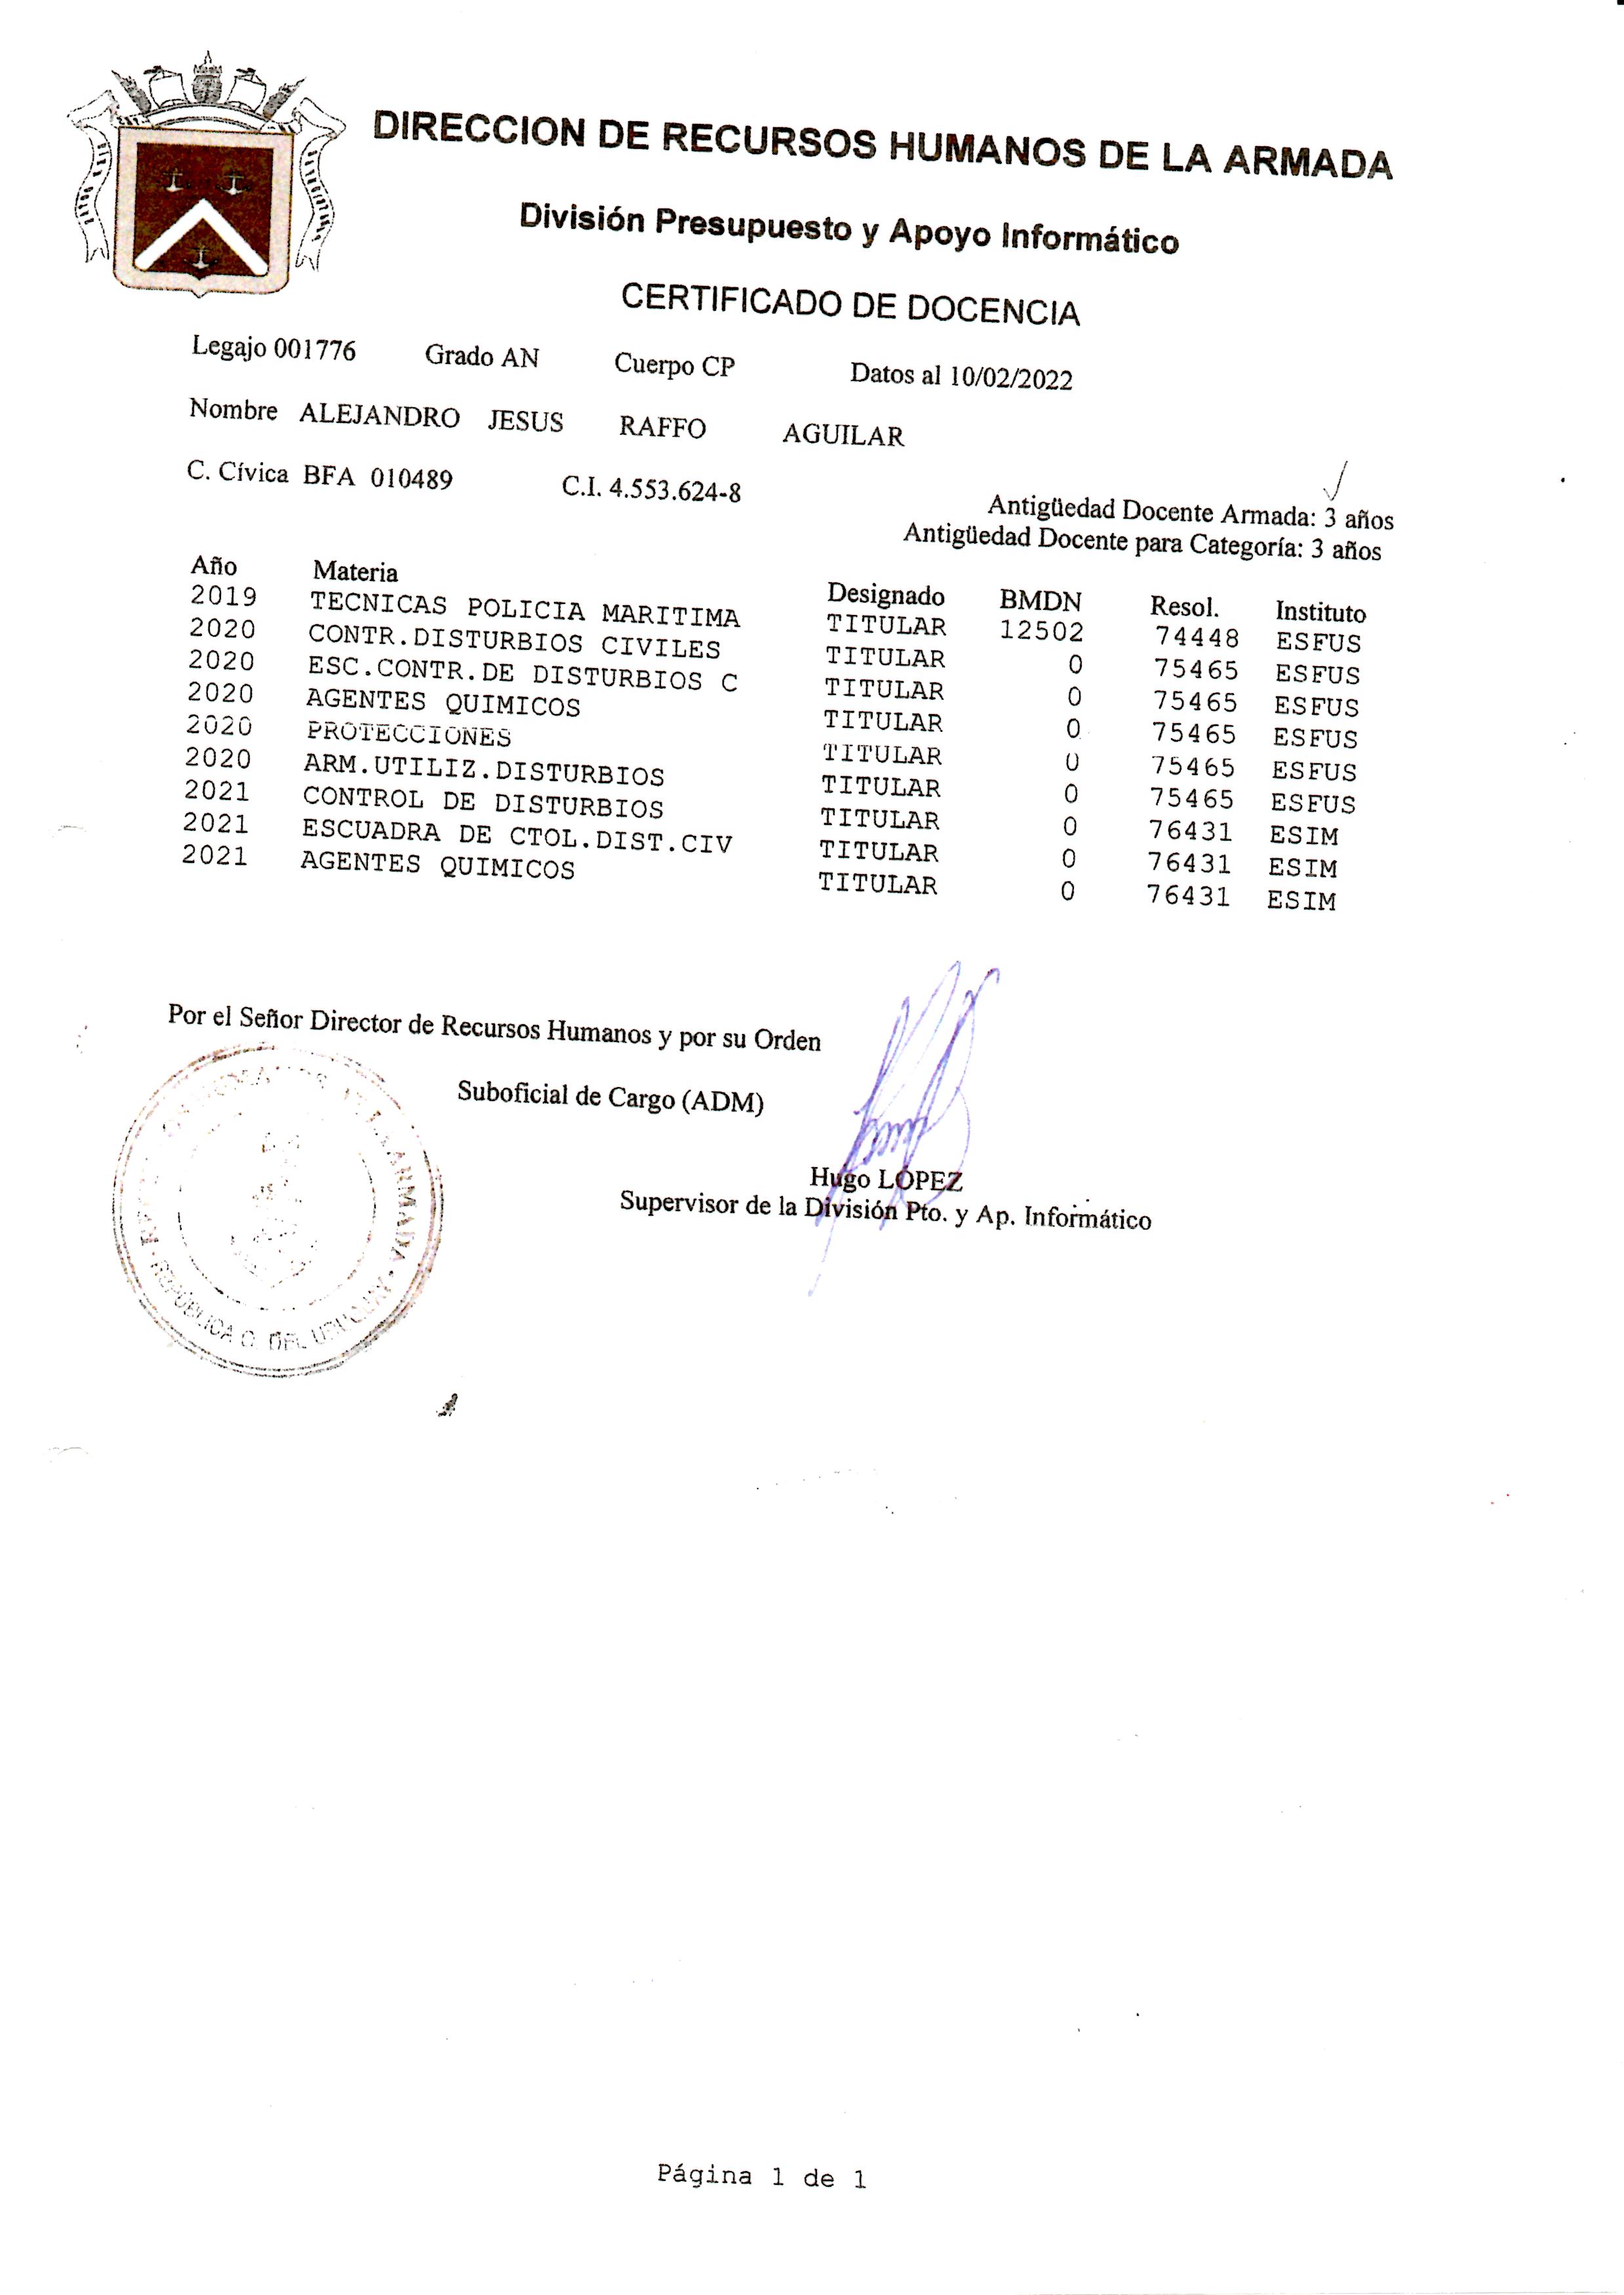 DIRECCION DE RECURSOS HUMANOS DE LA ARMADA
División Presupuesto y Apoyo Informático
CERTIFICADO DE DOCENCIA
Legajo 001776 Grado AN Cuerpo CP Datos al 10/02/2022
Nombre ALEJANDRO JESUS RAFFO AGUILAR
C. Cívica BFA 010489 C.I. 4.553.624-8
Antigüedad Docente Armada: 3 años
Antigüedad Docente para Categoría: 3 años
Año Materia Designado BMDN Resol. Instituto
2019 TECNICAS POLICIA MARITIMA TITULAR 12502 74448 ESFUS
2020 CONTR.DISTURBIOS CIVILES TITULAR 0 75465 ESFUS
2020 ESC.CONTR.DE DISTURBIOS C TITULAR 0 75465 ESFUS
2020 AGENTES QUIMICOS TITULAR 0 75465 ESFUS
2020 PROTECCIONES TITULAR 0 75465 ESFUS
2020 ARM.UTILIZ.DISTURBIOS TITULAR 0 75465 ESFUS
2021 CONTROL DE DISTURBIOS TITULAR 0 76431 ESIM
2021 ESCUADRA DE CTOL.DIST.CIV TITULAR 0 76431 ESIM
2021 AGENTES QUIMICOS TITULAR 0 76431 ESIM
Por el Señor Director de Recursos Humanos y por su Orden
Suboficial de Cargo (ADM)
Hugo LÓPEZ
Supervisor de la División Pto. y Ap. Informático
LA ARMADA
REPÚBLICA O. DEL URUGUAY
Página 1 de 1